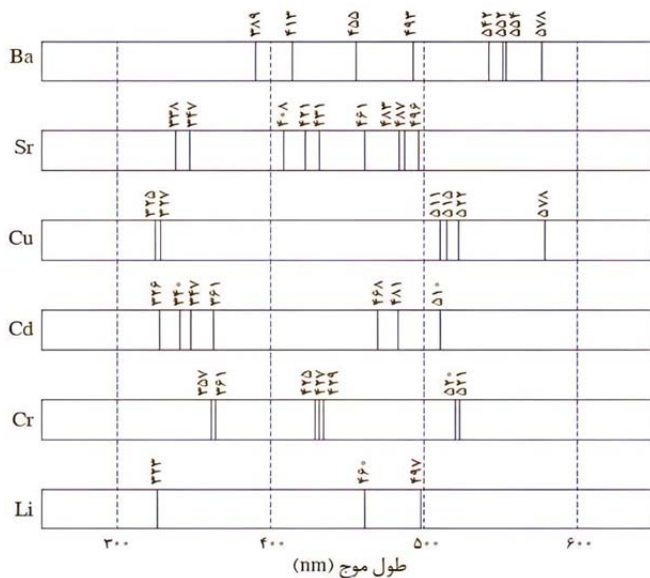 Ba ۳۸۹ ۴۱۳ ۴۵۵ ۴۹۳ ۵۴۲ ۵۵۲ ۵۵۴ ۵۷۸
Sr ۳۳۸ ۳۴۷ ۴۰۸ ۴۲۱ ۴۳۱ ۴۶۱ ۴۸۳ ۴۸۷ ۴۹۶
Cu ۳۲۵ ۳۲۷ ۵۱۱ ۵۱۵ ۵۲۲ ۵۷۸
Cd ۳۲۶ ۳۴۰ ۳۴۷ ۳۶۱ ۴۶۸ ۴۸۱ ۵۱۰
Cr ۳۵۷ ۳۶۱ ۴۲۵ ۴۲۷ ۴۲۹ ۵۲۰ ۵۲۱
Li ۳۲۳ ۴۶۰ ۴۹۷
۳۰۰ ۴۰۰ ۵۰۰ ۶۰۰
طول موج (nm)